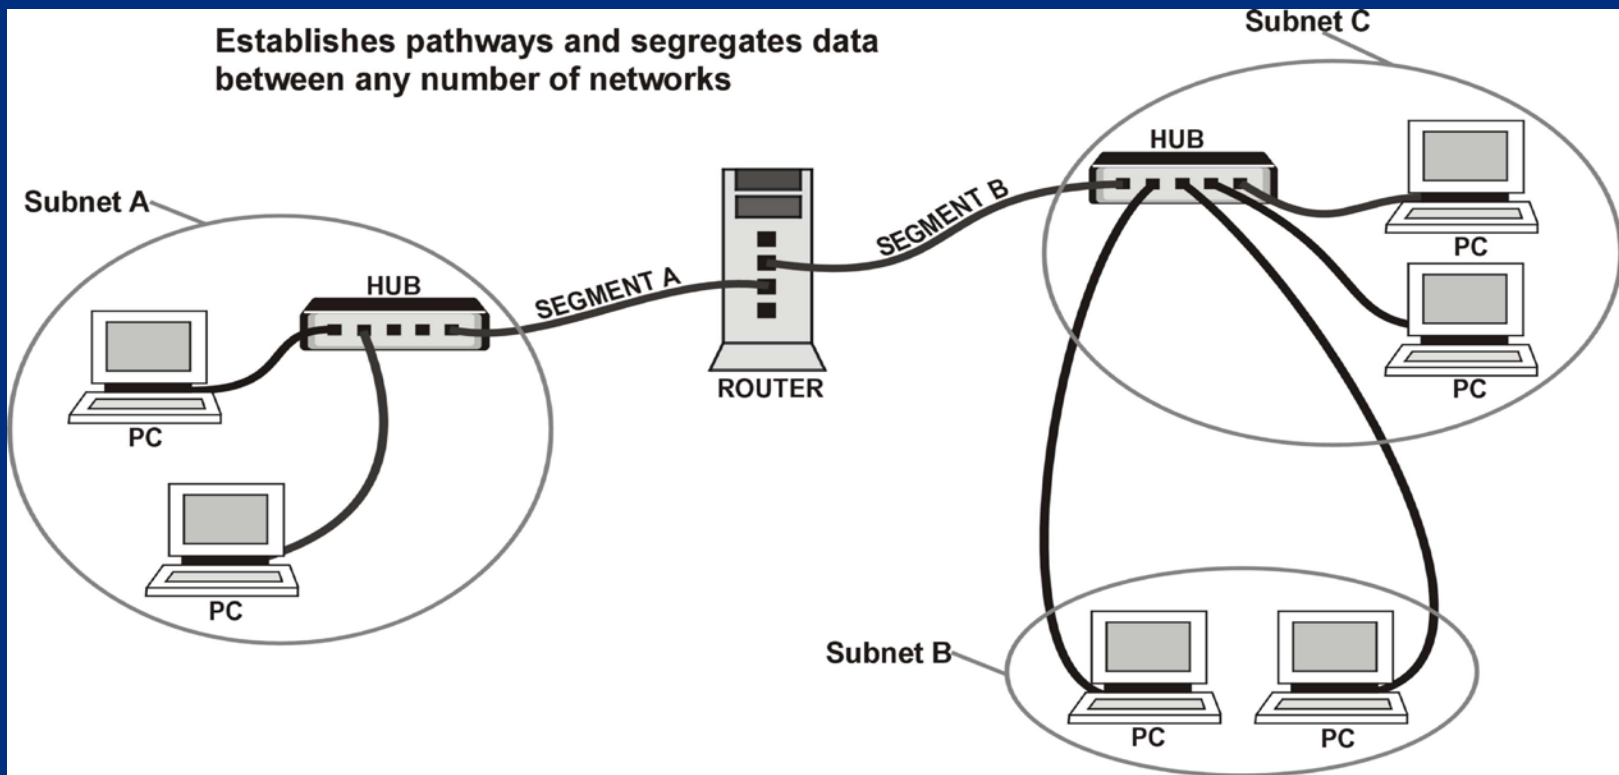 Establishes pathways and segregates data
between any number of networks
Subnet C
HUB
PC
PC
Subnet A
HUB
PC
PC
SEGMENT A
SEGMENT B
ROUTER
Subnet B
PC
PC